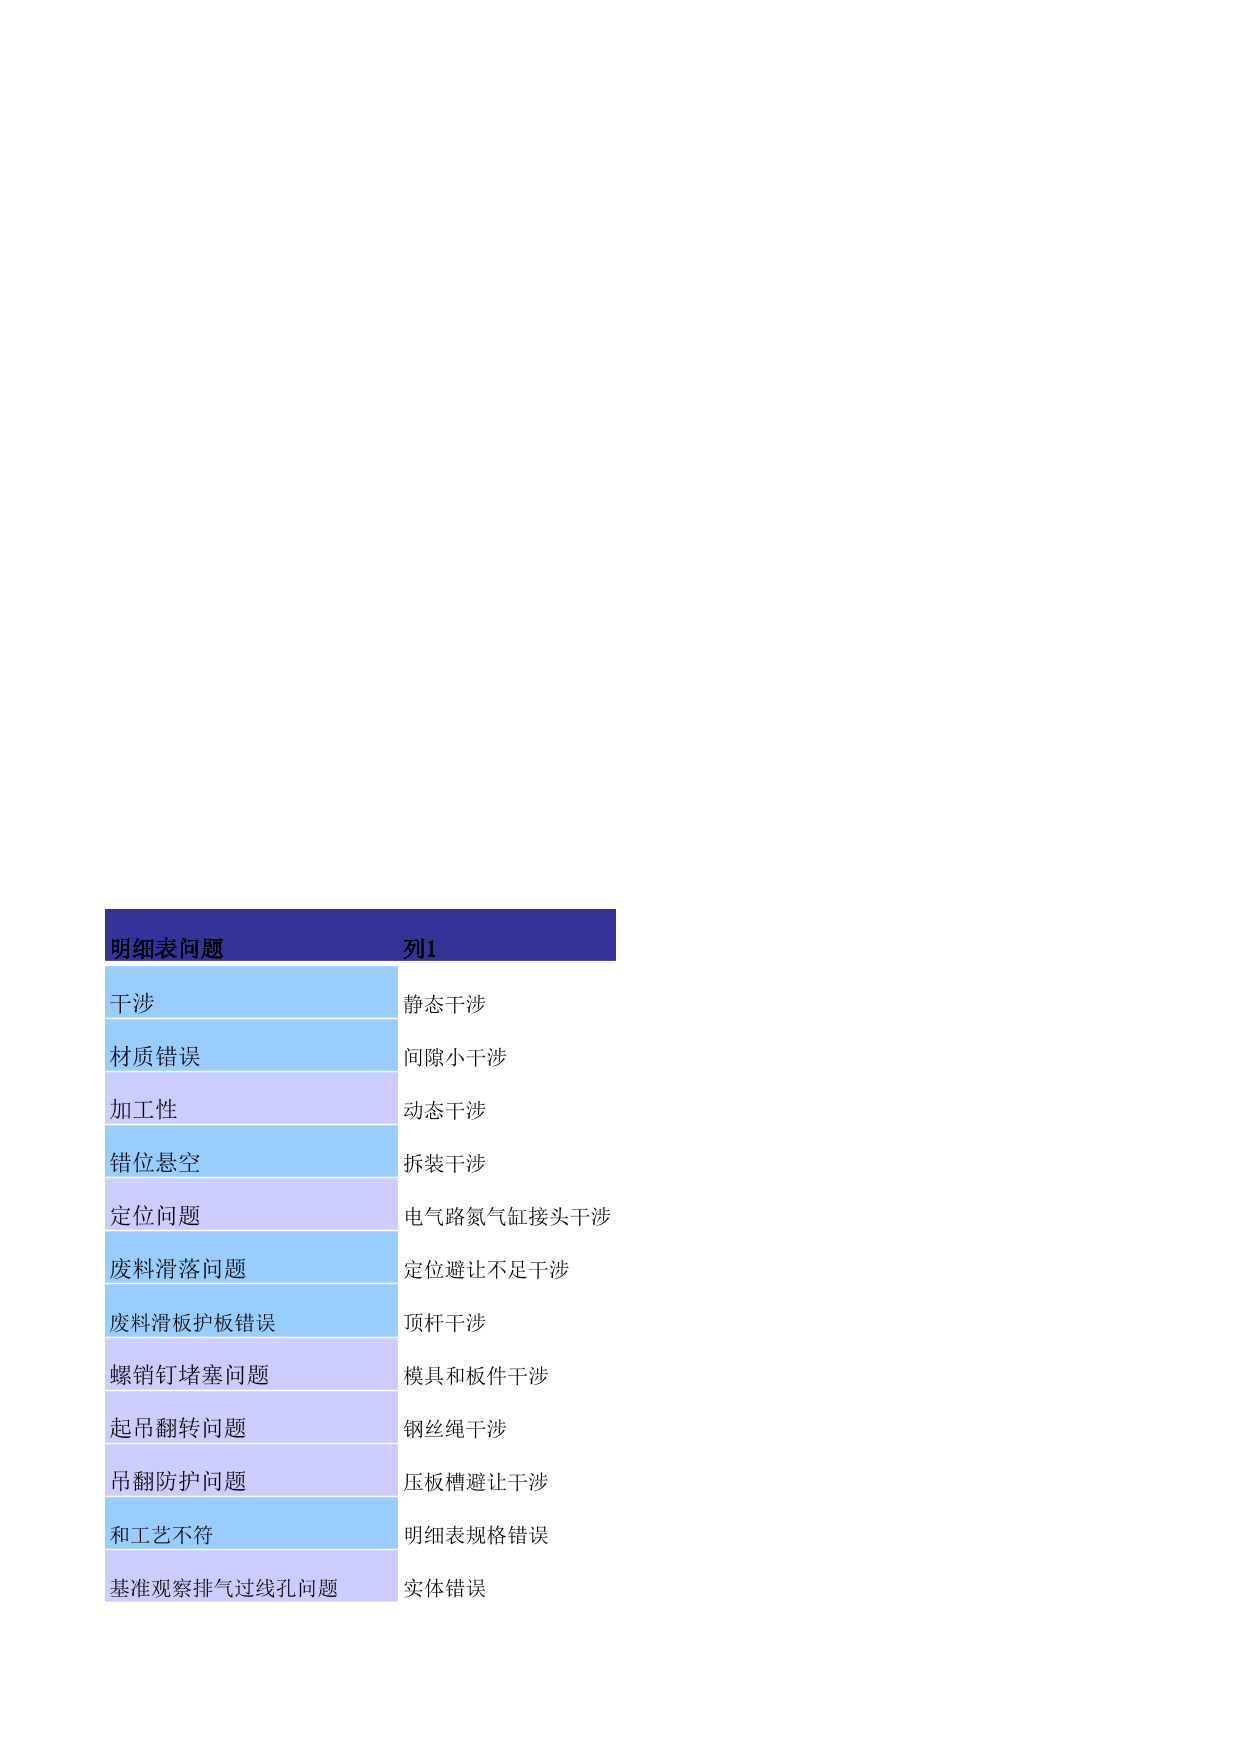 明细表问题 列1
干涉 静态干涉
材质错误 间隙小干涉
加工性 动态干涉
错位悬空 拆装干涉
定位问题 电气路氮气缸接头干涉
废料滑落问题 定位避让不足干涉
废料滑板护板错误 顶杆干涉
螺销钉堵塞问题 模具和板件干涉
起吊翻转问题 钢丝绳干涉
吊翻防护问题 压板槽避让干涉
和工艺不符 明细表规格错误
基准观察排气过线孔问题 实体错误